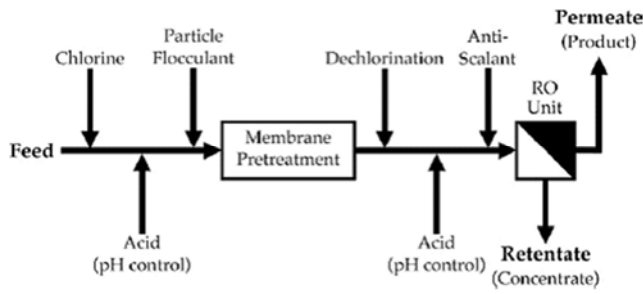 Permeate
(Product)
Particle
Flocculant
Anti-
Scalant
Chlorine
Dechlorination
RO
Unit
Feed
Membrane
Pretreatment
Acid
(pH control)
Acid
(pH control)
Retentate
(Concentrate)